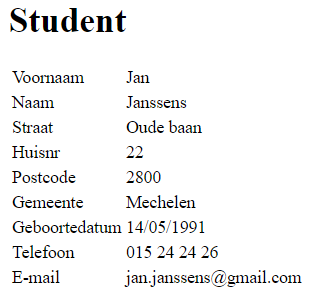 Student
Voornaam Jan
Naam Janssens
Straat Oude baan
Huisnr 22
Postcode 2800
Gemeente Mechelen
Geboortedatum 14/05/1991
Telefoon 015 24 24 26
E-mail jan.janssens@gmail.com